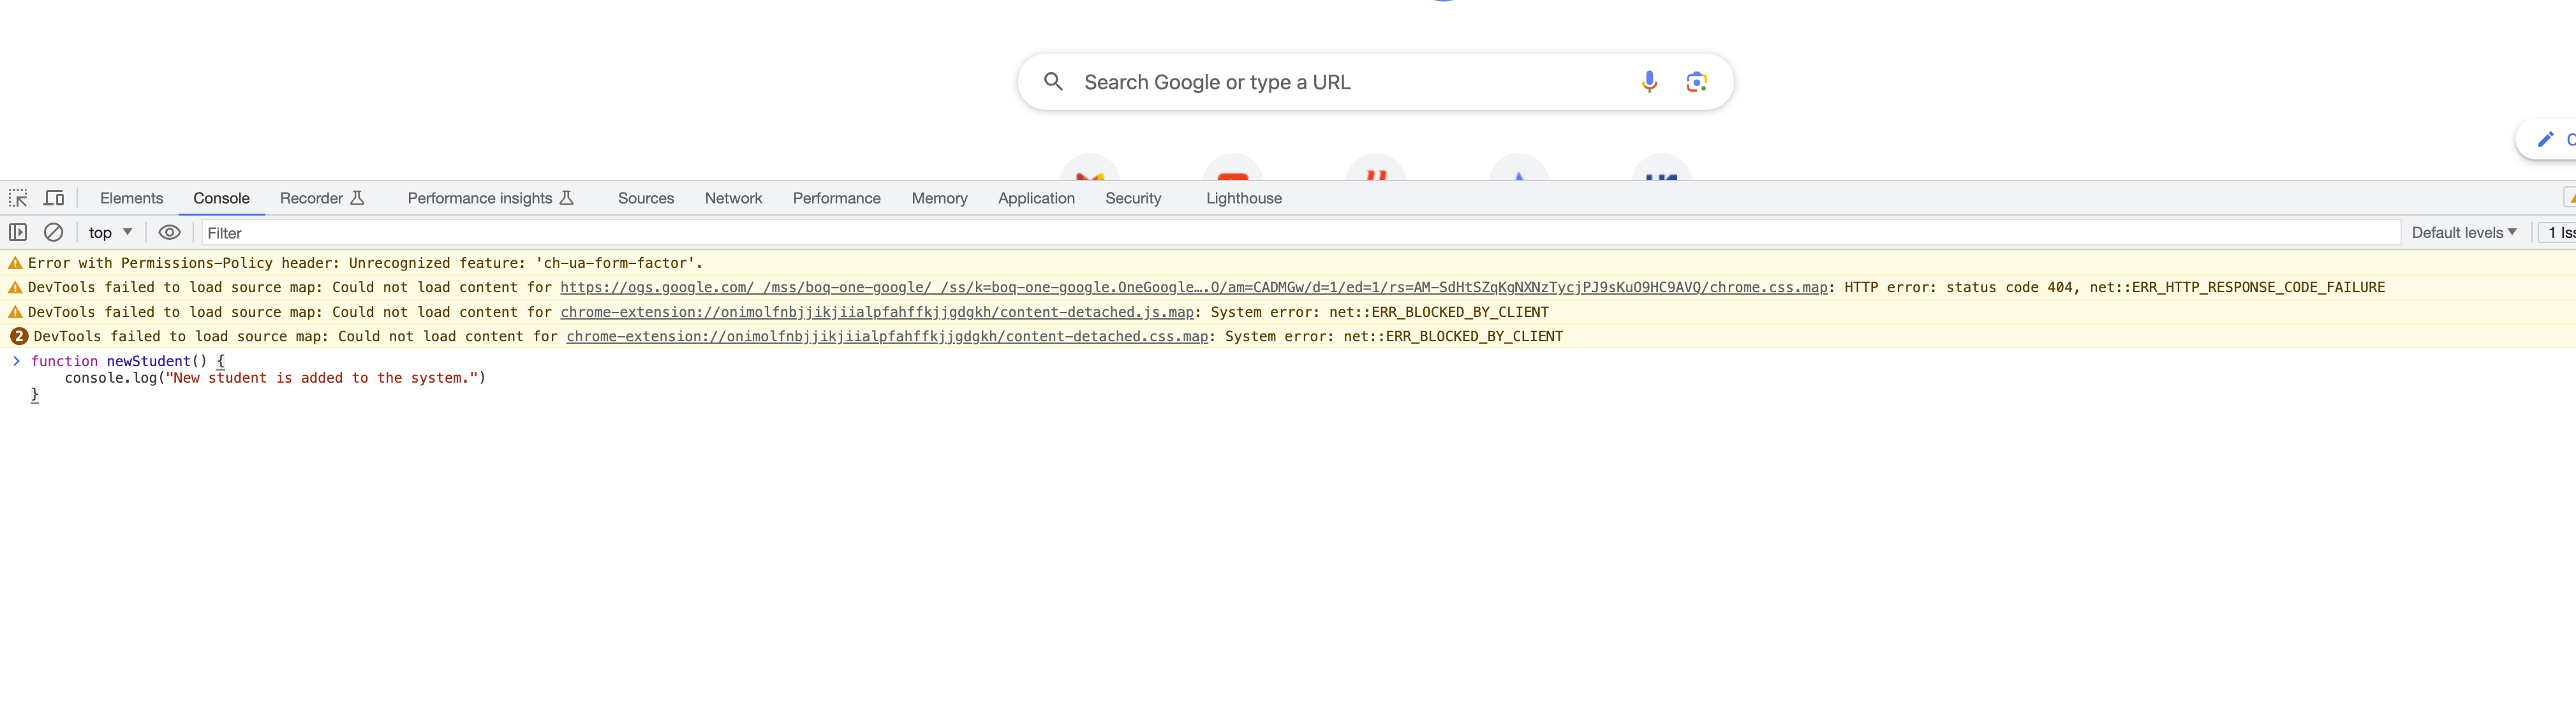 Search Google or type a URL
Elements Console Recorder Performance insights Sources Network Performance Memory Application Security Lighthouse
top Filter Default levels 1
Error with Permissions-Policy header: Unrecognized feature: 'ch-ua-form-factor'.
DevTools failed to load source map: Could not load content for https://ogs.google.com/_/mss/boq-one-google/_/ss/k=boq-one-google.OneGoogle….O/am=CADMGw/d=1/ed=1/rs=AM-SdHtSZqKgNXNzTycjPJ9sKuO9HC9AVQ/chrome.css.map: HTTP error: status code 404, net::ERR_HTTP_RESPONSE_CODE_FAILURE
DevTools failed to load source map: Could not load content for chrome-extension://onimolfnbjjikjiialpfahffkjjgdgkh/content-detached.js.map: System error: net::ERR_BLOCKED_BY_CLIENT
2 DevTools failed to load source map: Could not load content for chrome-extension://onimolfnbjjikjiialpfahffkjjgdgkh/content-detached.css.map: System error: net::ERR_BLOCKED_BY_CLIENT
> function newStudent() {
console.log("New student is added to the system.")
}